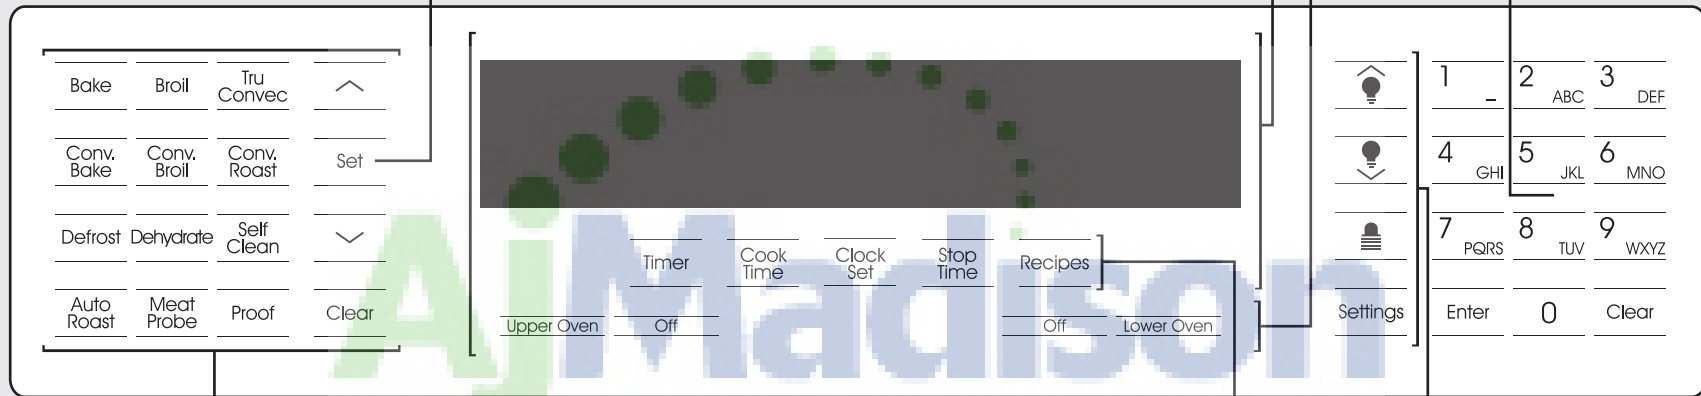 Bake
Broil
Tru
Convec
Conv.
Bake
Conv.
Broil
Conv.
Roast
Set
Defrost
Dehydrate
Self
Clean
Auto
Roast
Meat
Probe
Proof
Clear
Timer
Cook
Time
Clock
Set
Stop
Time
Recipes
Upper Oven
Off
Off
Lower Oven
Settings
1 _
2 ABC
3 DEF
4 GHI
5 JKL
6 MNO
7 PQRS
8 TUV
9 WXYZ
Enter
0
Clear
AjMadison